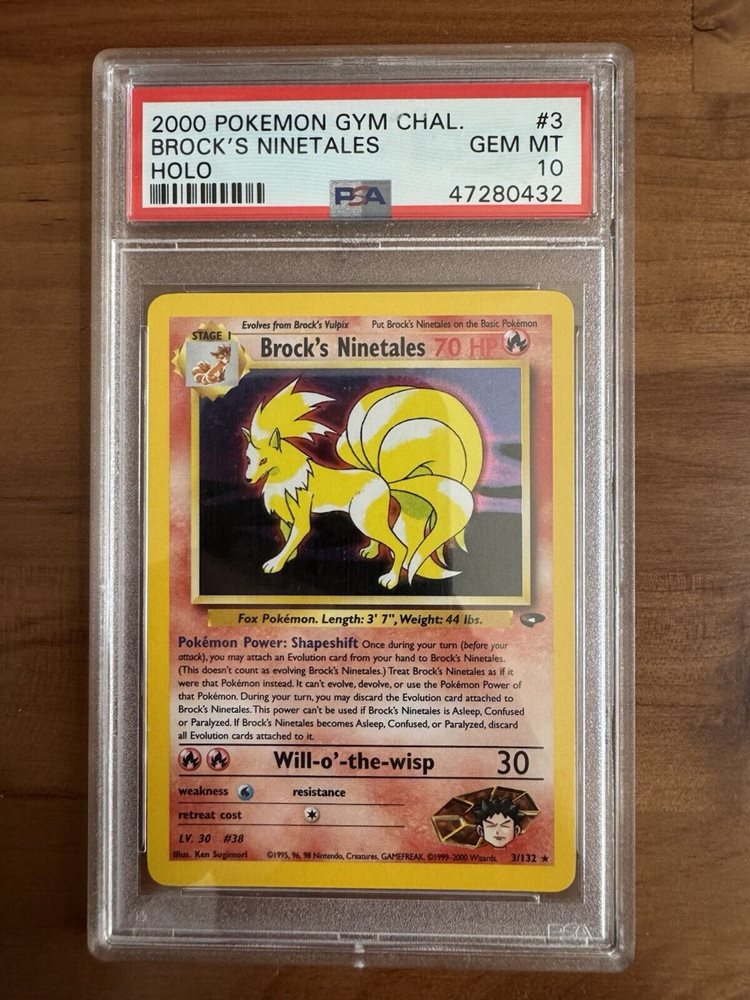 2000 POKEMON GYM CHAL. #3
BROCK'S NINETALES GEM MT
HOLO 10
PSA 47280432
STAGE 1
Evolves from Brock's Vulpix Put Brock's Ninetales on the Basic Pokémon
Brock's Ninetales 70 HP
Fox Pokémon. Length: 3' 7", Weight: 44 lbs.
Pokémon Power: Shapeshift Once during your turn (before your
attack), you may attach an Evolution card from your hand to Brock's Ninetales.
(This doesn't count as evolving Brock's Ninetales.) Treat Brock's Ninetales as if it
were that Pokémon instead. It can't evolve, devolve, or use the Pokémon Power of
that Pokémon. During your turn, you may discard the Evolution card attached to
Brock's Ninetales. This power can't be used if Brock's Ninetales is Asleep, Confused
or Paralyzed. If Brock's Ninetales becomes Asleep, Confused, or Paralyzed, discard
all Evolution cards attached to it.
Will-o'-the-wisp 30
weakness resistance
retreat cost
LV. 30 #38
Illus. Ken Sugimori ©1995, 96, 98 Nintendo, Creatures, GAMEFREAK. ©1999-2000 Wizards. 3/132 ★
PSA